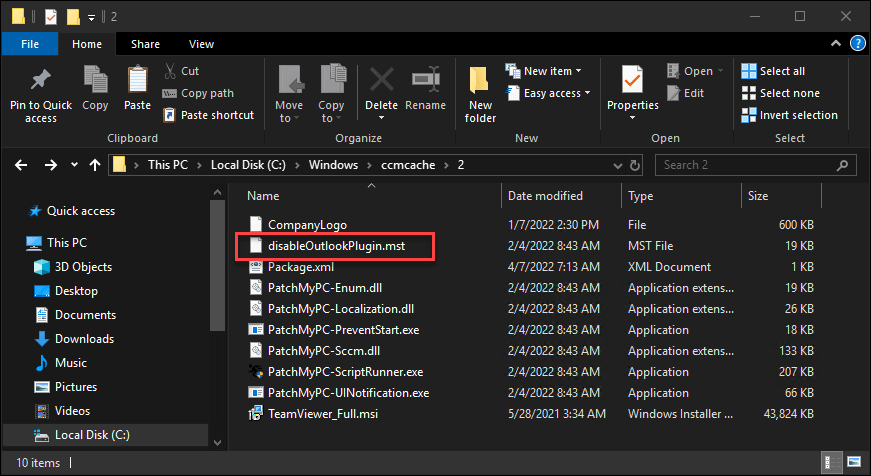 2
File Home Share View
Pin to Quick access
Copy
Paste
Cut
Copy path
Paste shortcut
Clipboard
Move to
Copy to
Delete
Rename
Organize
New folder
New item
Easy access
New
Properties
Open
Edit
Open
Select all
Select none
Invert selection
Select
This PC Local Disk (C:) Windows ccmcache 2
Search 2
Quick access
This PC
3D Objects
Desktop
Documents
Downloads
Music
Pictures
Videos
Local Disk (C:)
Name Date modified Type Size
CompanyLogo 1/7/2022 2:30 PM File 600 KB
disableOutlookPlugin.mst 2/4/2022 8:43 AM MST File 19 KB
Package.xml 4/7/2022 7:13 AM XML Document 1 KB
PatchMyPC-Enum.dll 2/4/2022 8:43 AM Application extens... 19 KB
PatchMyPC-Localization.dll 2/4/2022 8:43 AM Application extens... 26 KB
PatchMyPC-PreventStart.exe 2/4/2022 8:43 AM Application 18 KB
PatchMyPC-Sccm.dll 2/4/2022 8:43 AM Application extens... 133 KB
PatchMyPC-ScriptRunner.exe 2/4/2022 8:43 AM Application 207 KB
PatchMyPC-UINotification.exe 2/4/2022 8:43 AM Application 66 KB
TeamViewer_Full.msi 5/28/2021 3:34 AM Windows Installer ... 43,824 KB
10 items